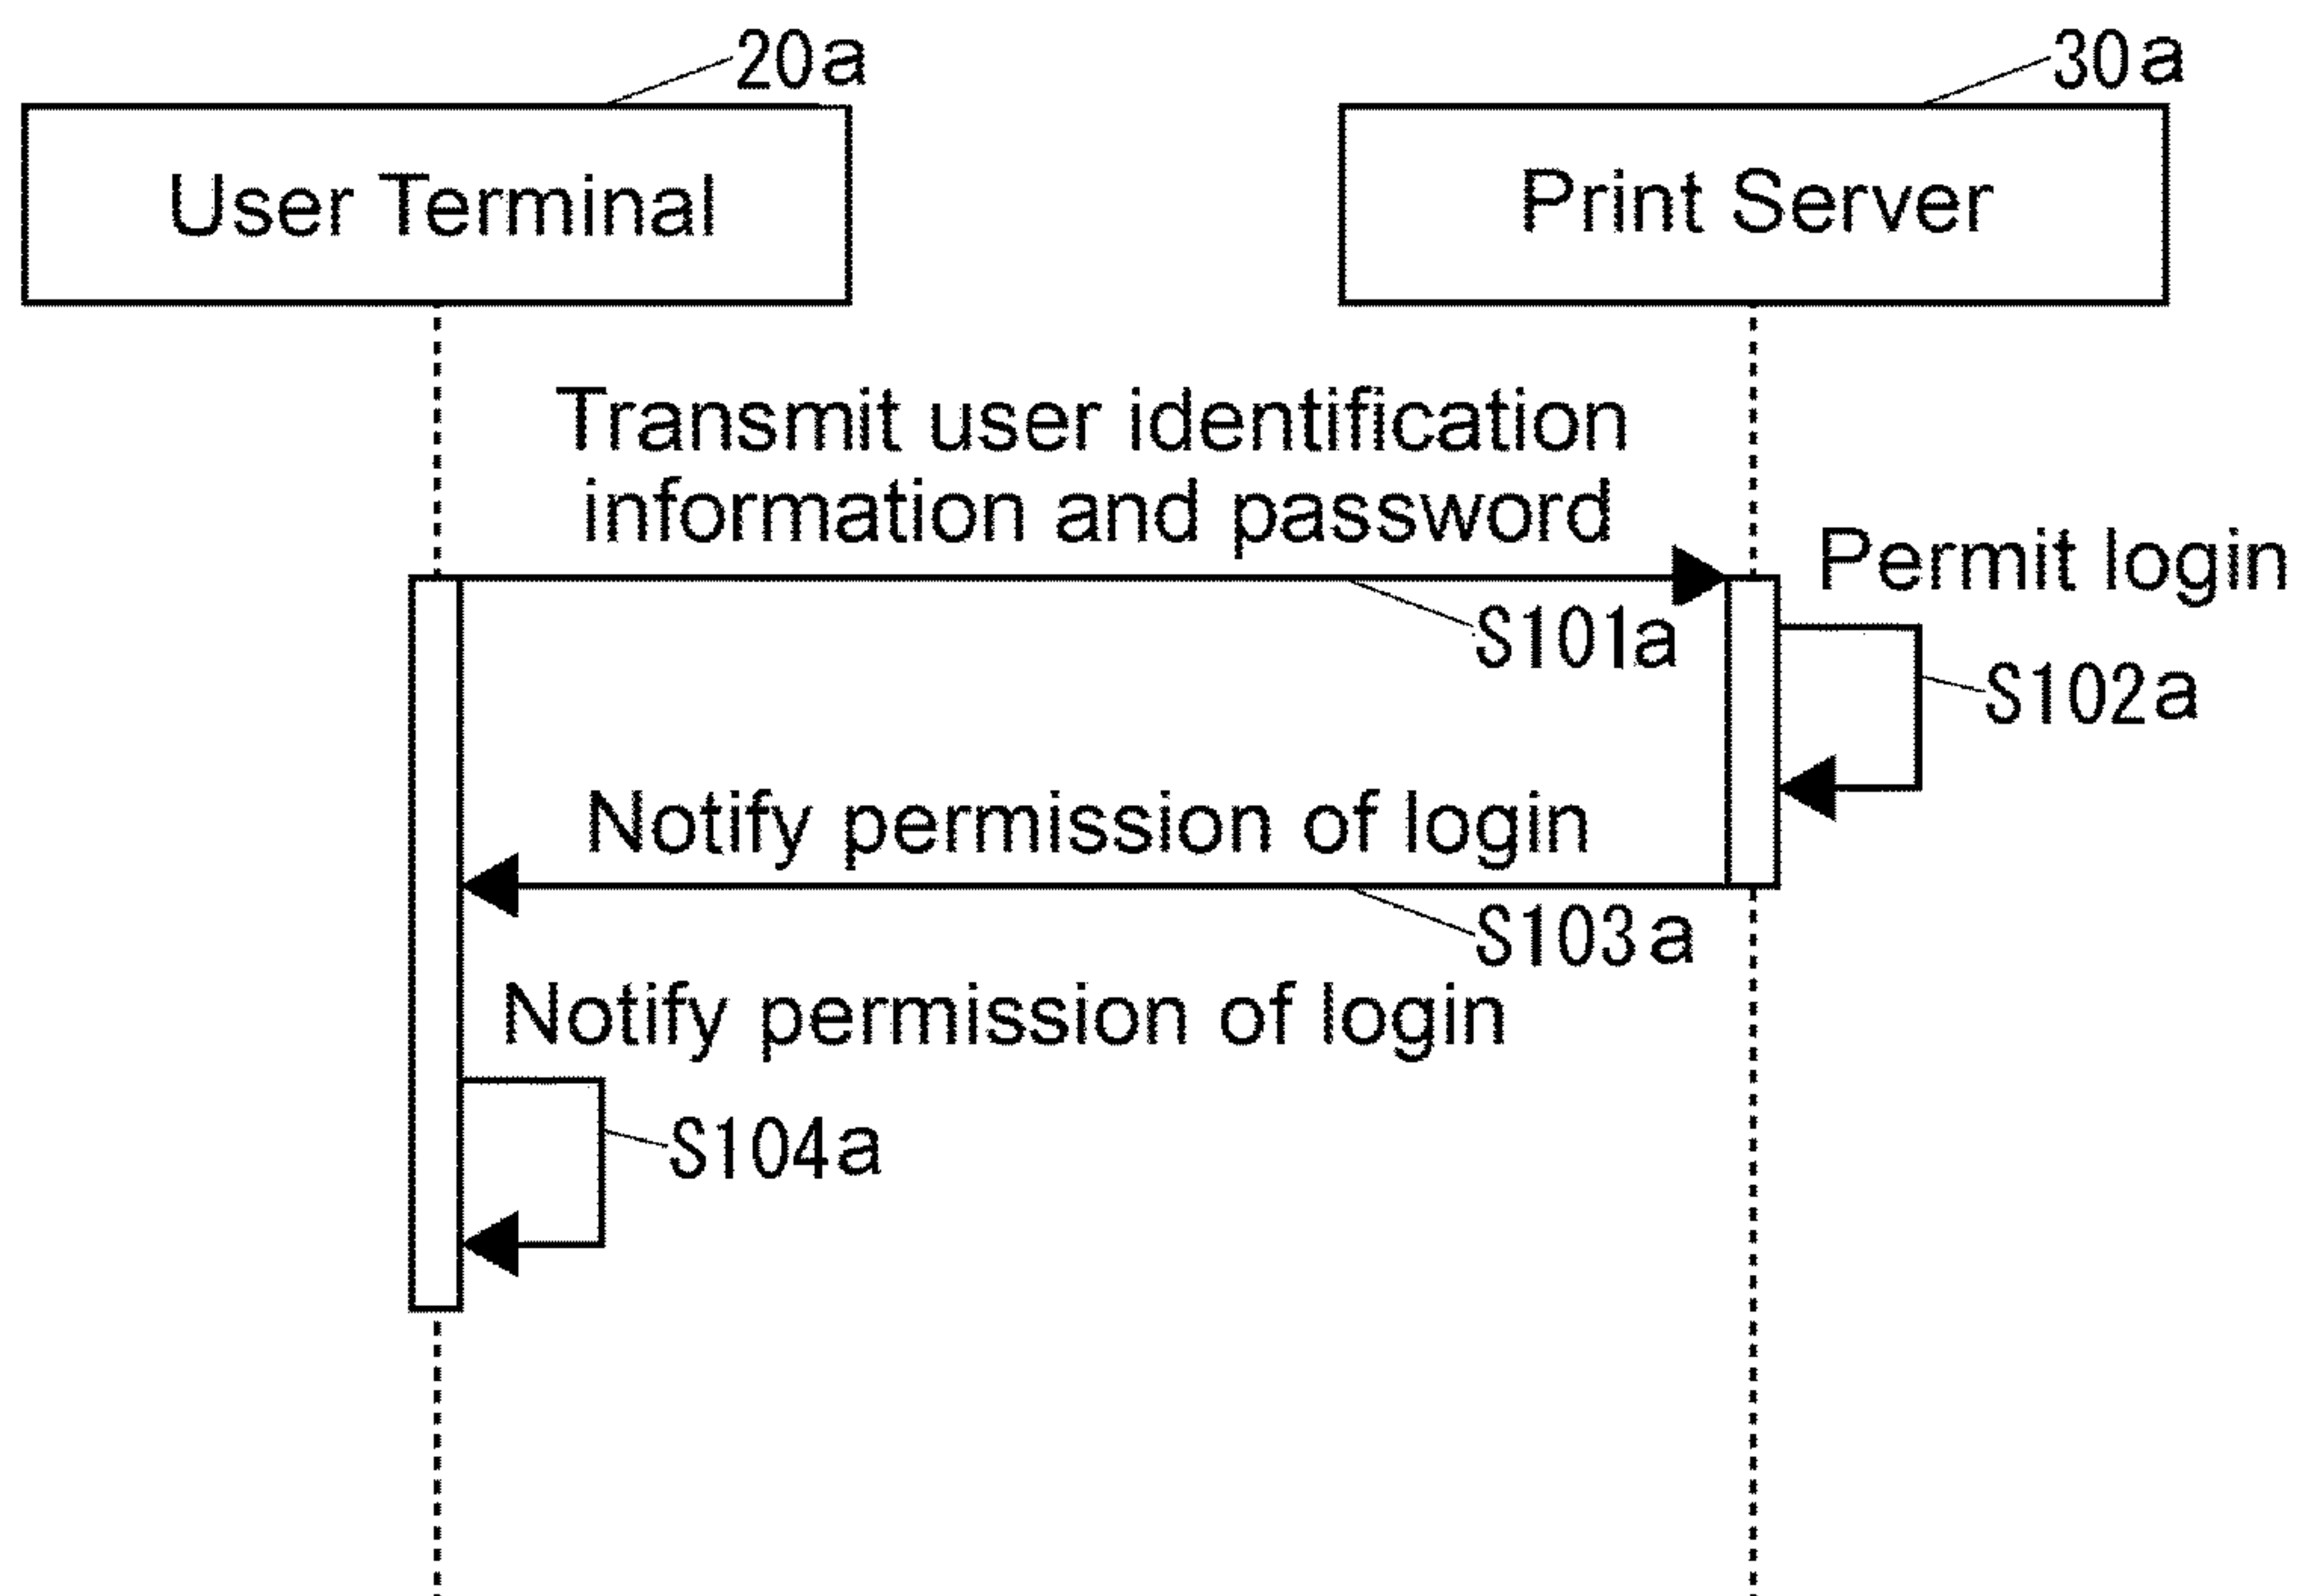 20a
30a
User Terminal
Print Server
Transmit user identification
information and password
Permit login
S101a
S102a
Notify permission of login
S103a
Notify permission of login
S104a